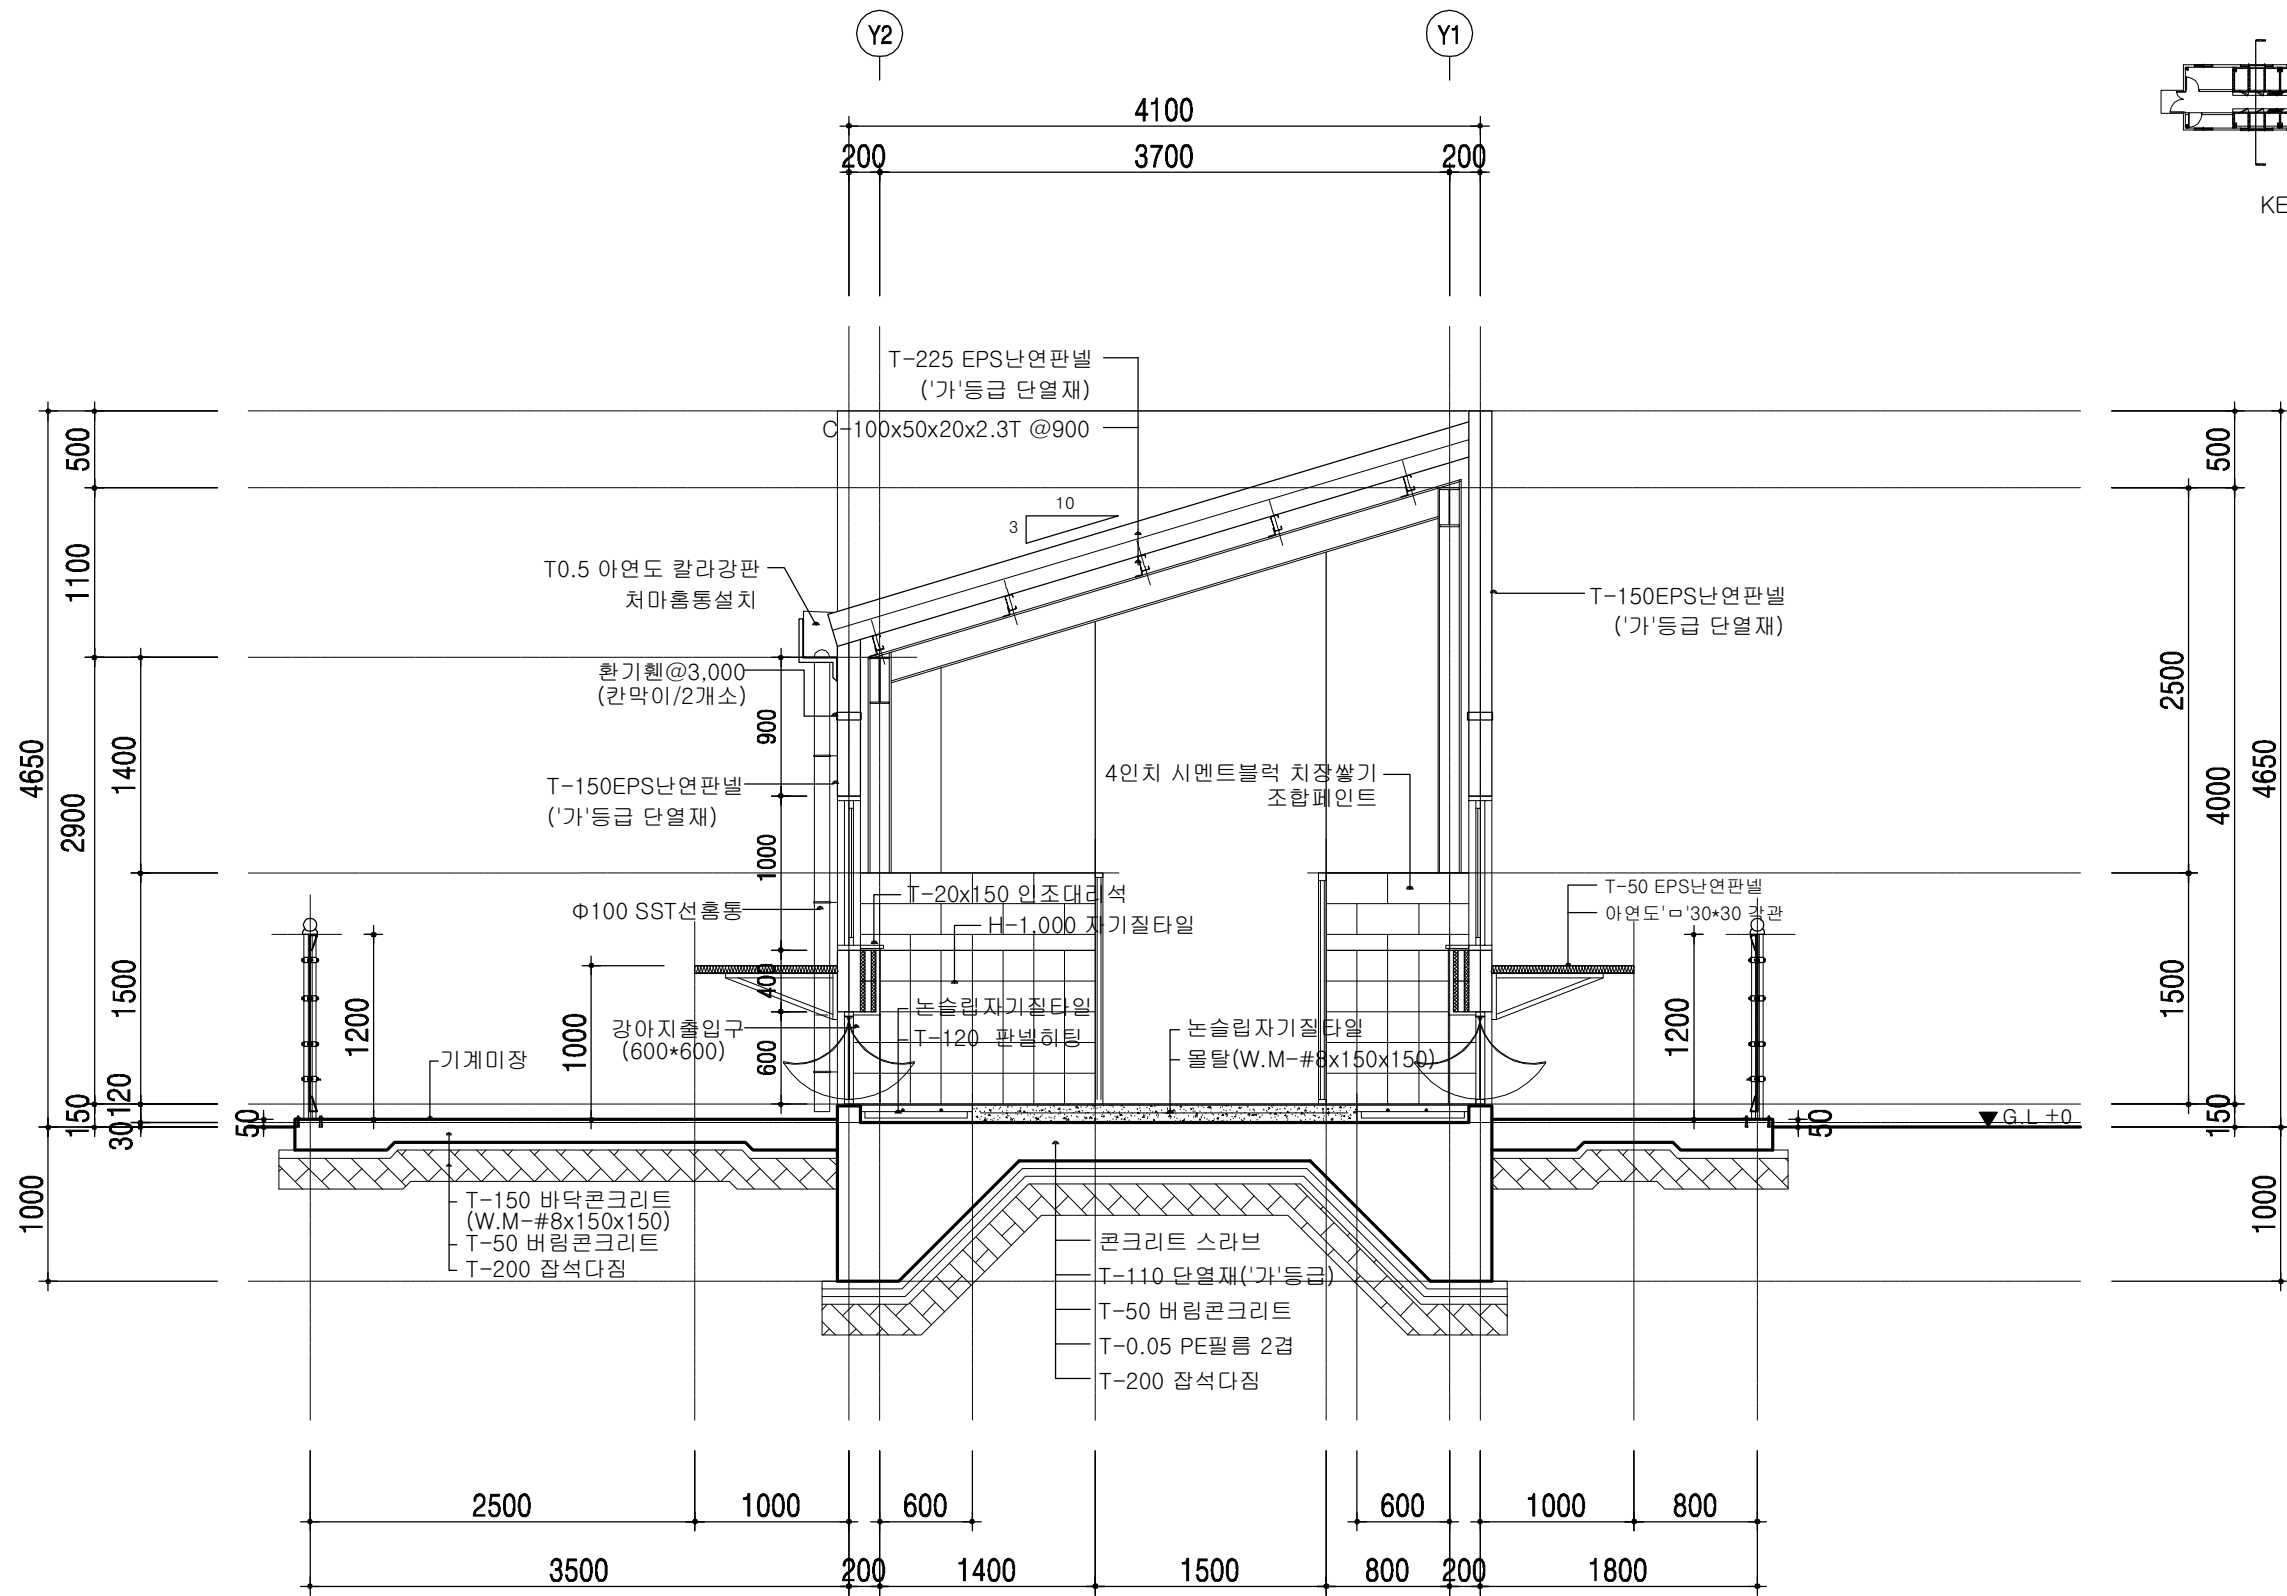 Y2
Y1
KE
4100
200
3700
200
T-225 EPS난연판넬
('가'등급 단열재)
C-100x50x20x2.3T @900
10
3
T0.5 아연도 칼라강판
처마홈통설치
T-150EPS난연판넬
('가'등급 단열재)
환기휀@3,000
(칸막이/2개소)
T-150EPS난연판넬
('가'등급 단열재)
4인치 시멘트블럭 치장쌓기
조합페인트
T-20x150 인조대리석
H-1,000 자기질타일
Φ100 SST선홈통
T-50 EPS난연판넬
아연도'ㅁ'30*30 각관
논슬립자기질타일
T-120 판넬히팅
강아지출입구
(600*600)
논슬립자기질타일
몰탈(W.M-#8x150x150)
기계미장
G.L ±0
T-150 바닥콘크리트
(W.M-#8x150x150)
T-50 버림콘크리트
T-200 잡석다짐
콘크리트 스라브
T-110 단열재('가'등급)
T-50 버림콘크리트
T-0.05 PE필름 2겹
T-200 잡석다짐
4650
1000
500
1100
2900
150
1400
1500
120
30
50
1200
1000
900
1000
400
600
1200
50
2500
1500
500
4000
150
4650
1000
2500
1000
600
600
1000
800
3500
200
1400
1500
800
200
1800